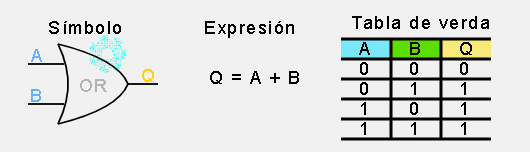 Símbolo
Expresión
Tabla de verda
A
B
OR
Q
Q = A + B
A B Q
0 0 0
0 1 1
1 0 1
1 1 1